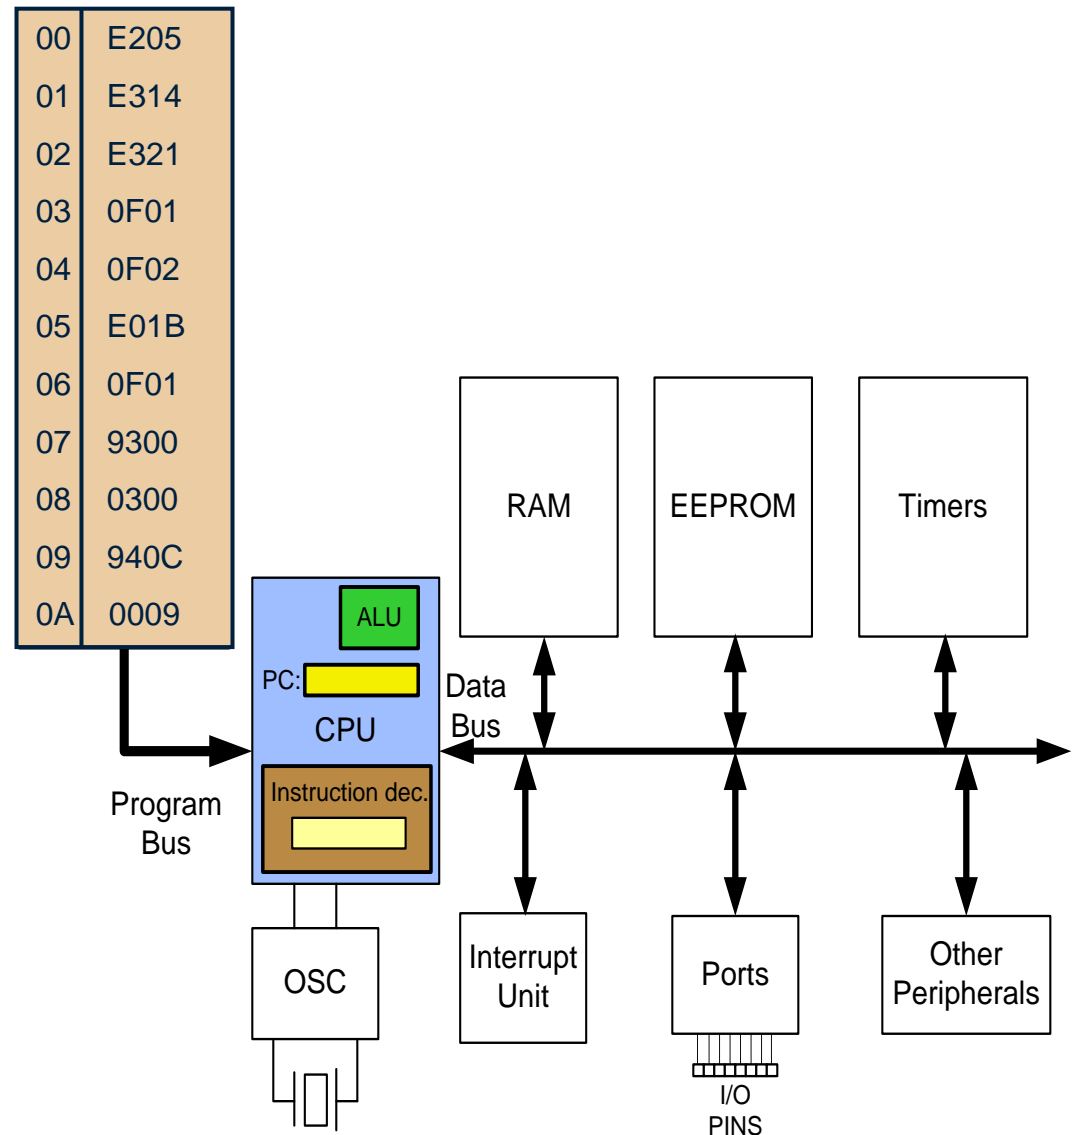 00 E205
01 E314
02 E321
03 0F01
04 0F02
05 E01B
06 0F01
07 9300
08 0300
09 940C
0A 0009
RAM
EEPROM
Timers
ALU
PC:
CPU
Instruction dec.
Data
Bus
Program
Bus
OSC
Interrupt
Unit
Ports
Other
Peripherals
I/O
PINS